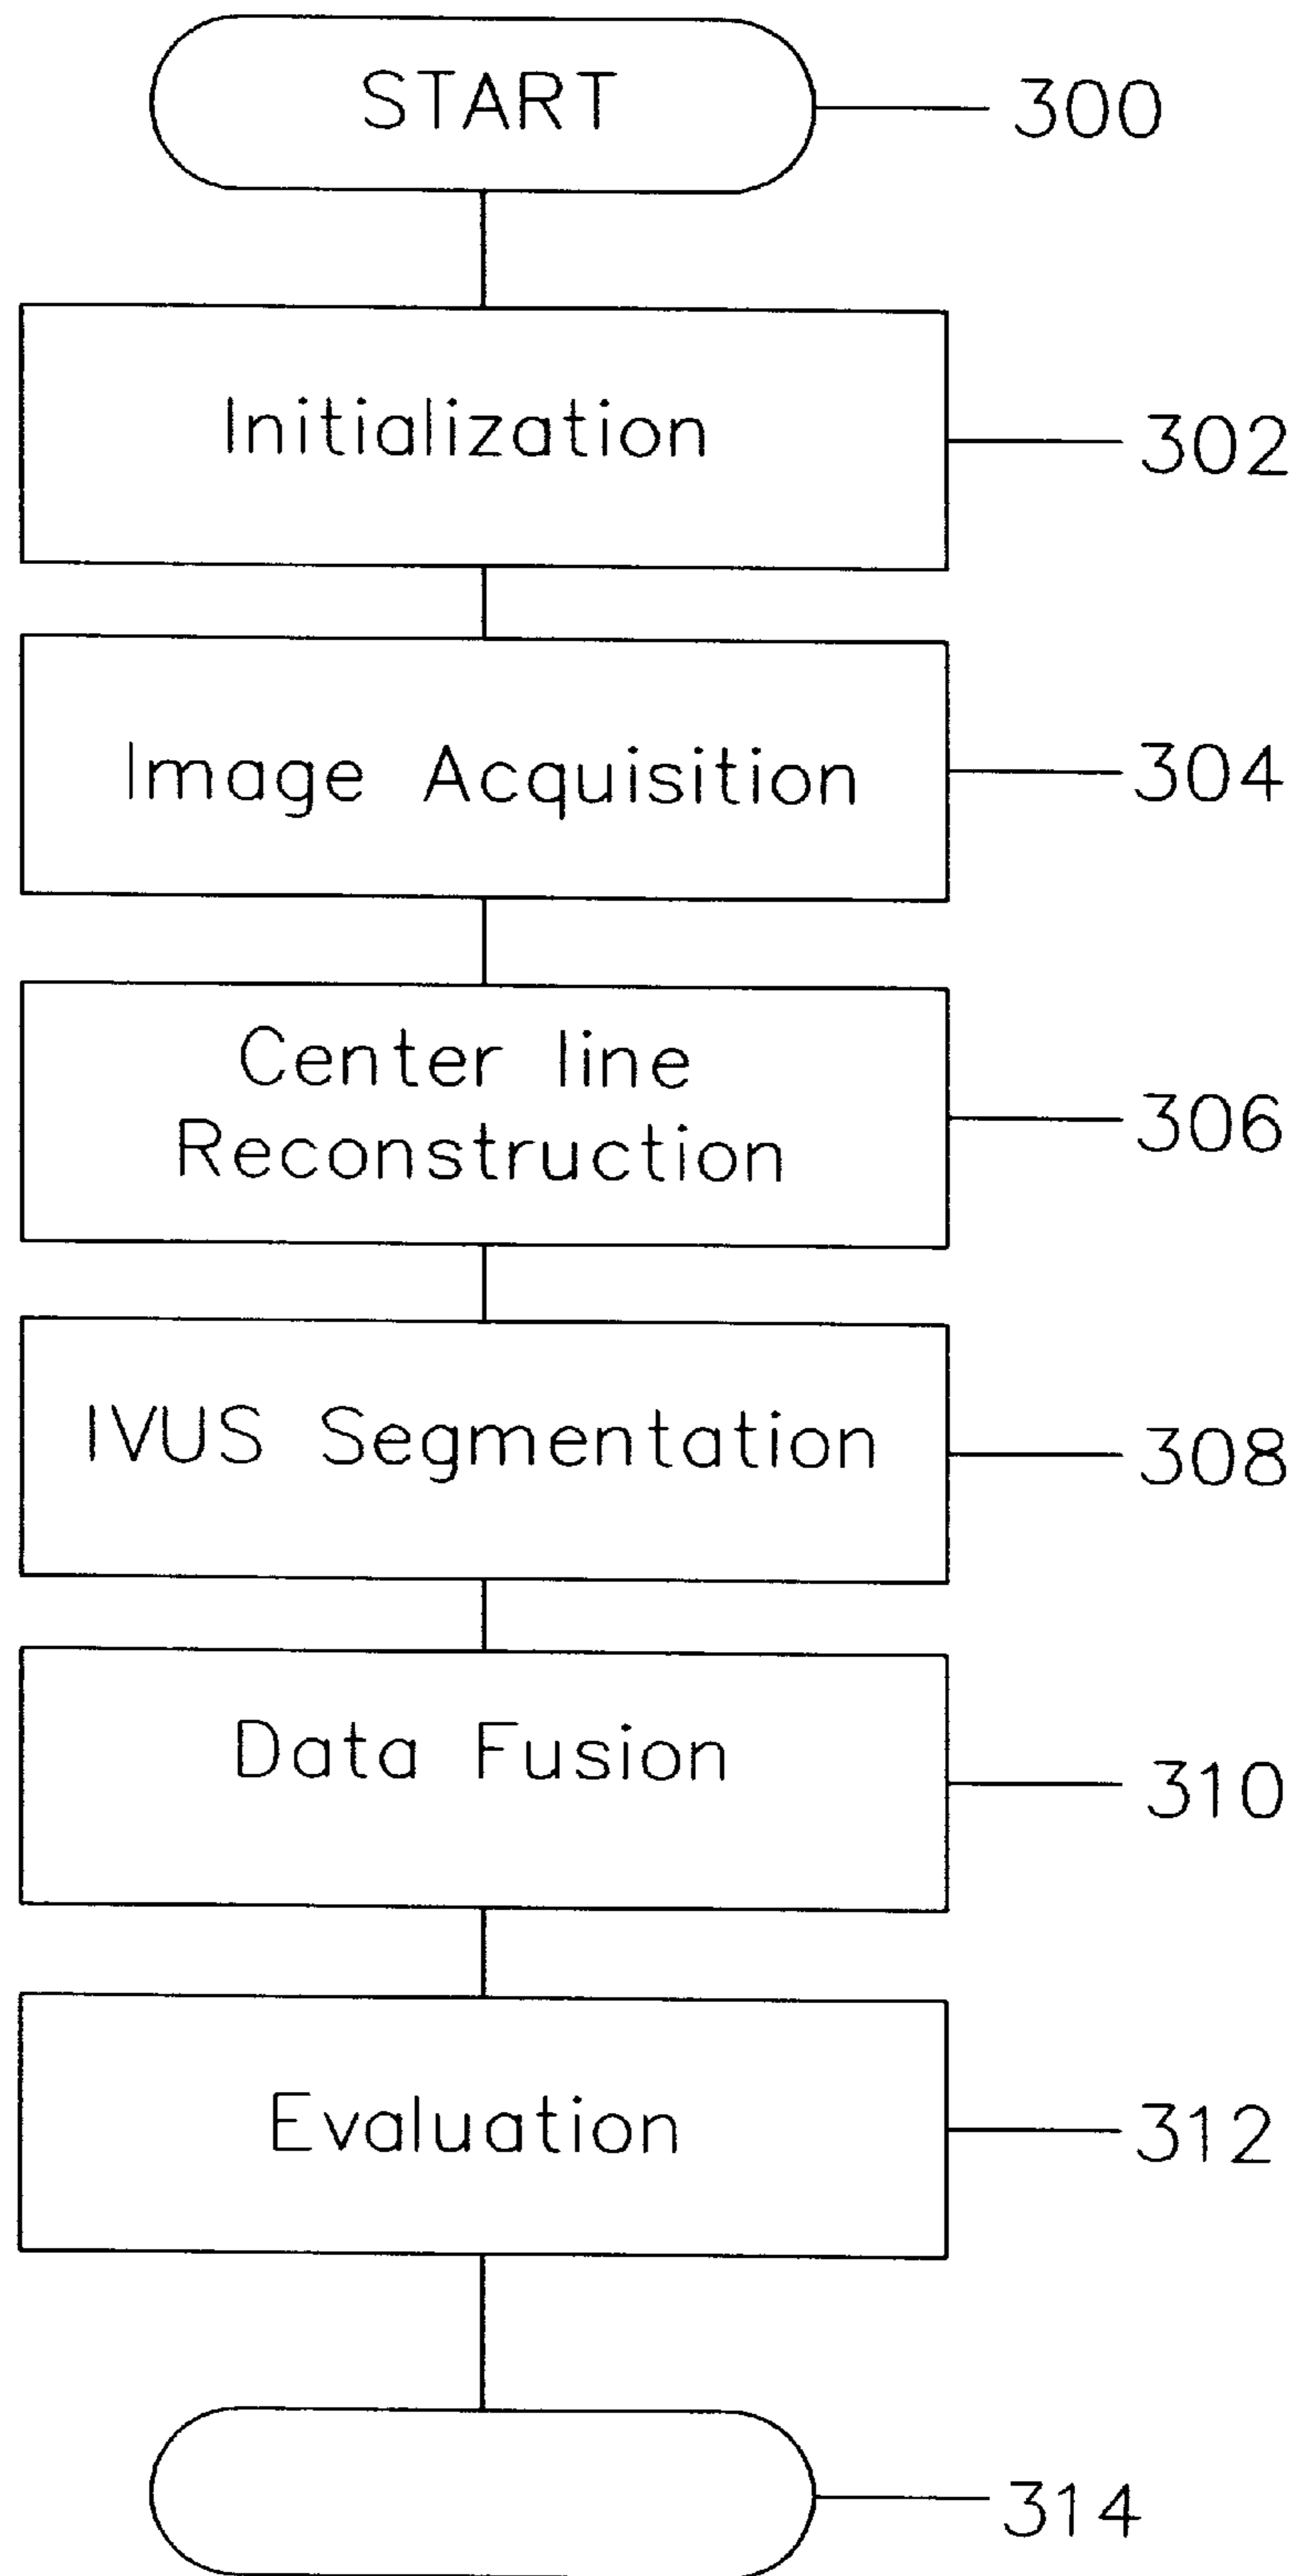 START 300
Initialization 302
Image Acquisition 304
Center line
Reconstruction 306
IVUS Segmentation 308
Data Fusion 310
Evaluation 312
314